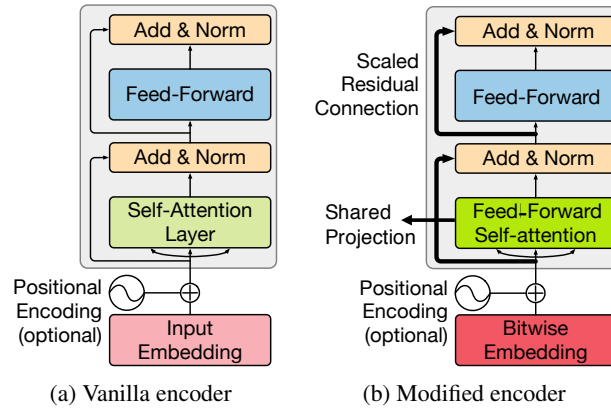 Add & Norm
Feed-Forward
Add & Norm
Self-Attention
Layer
Positional
Encoding
(optional)
Input
Embedding
(a) Vanilla encoder
Add & Norm
Scaled
Residual
Connection
Feed-Forward
Add & Norm
Shared
Projection
Feed-Forward
Self-attention
Positional
Encoding
(optional)
Bitwise
Embedding
(b) Modified encoder